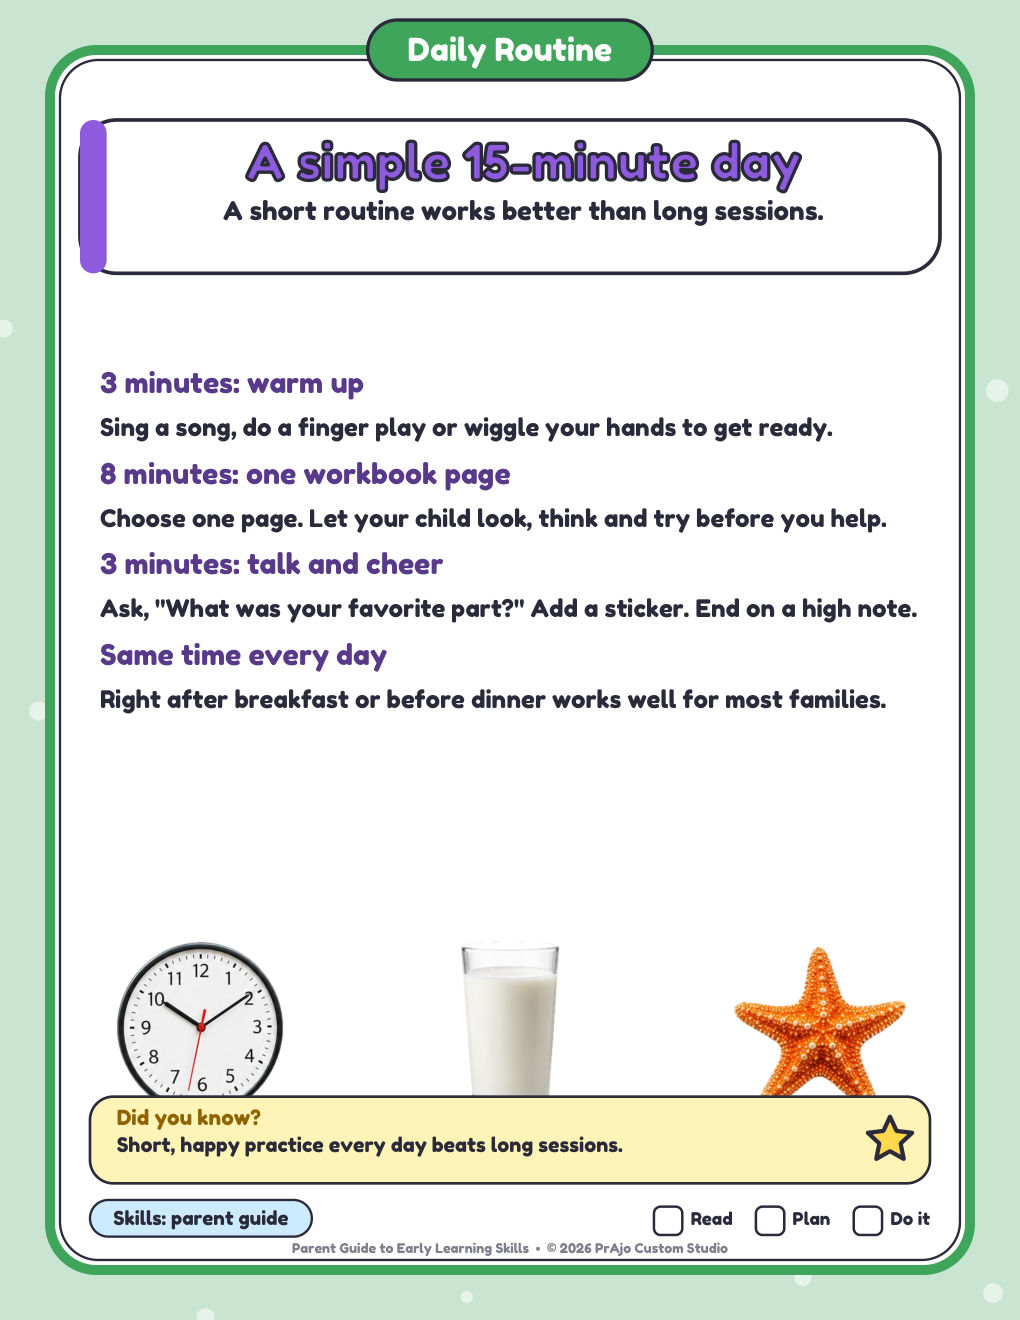 Daily Routine
A simple 15-minute day
A short routine works better than long sessions.
3 minutes: warm up
Sing a song, do a finger play or wiggle your hands to get ready.
8 minutes: one workbook page
Choose one page. Let your child look, think and try before you help.
3 minutes: talk and cheer
Ask, "What was your favorite part?" Add a sticker. End on a high note.
Same time every day
Right after breakfast or before dinner works well for most families.
12
11 1
10 2
9 3
8 4
7 5
6
Did you know?
Short, happy practice every day beats long sessions.
Skills: parent guide
Read Plan Do it
Parent Guide to Early Learning Skills • © 2026 PrAjo Custom Studio